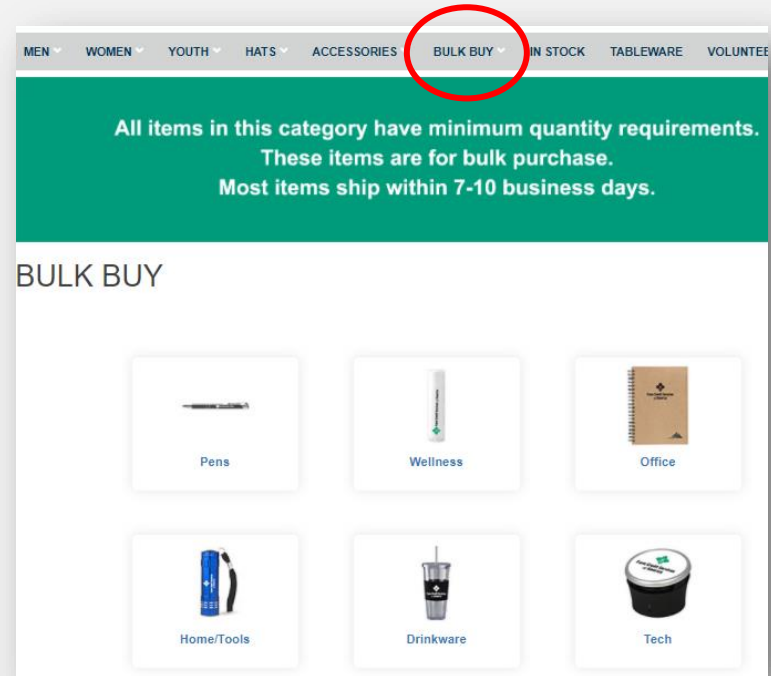 MEN WOMEN YOUTH HATS ACCESSORIES BULK BUY IN STOCK TABLEWARE VOLUNTEE
All items in this category have minimum quantity requirements.
These items are for bulk purchase.
Most items ship within 7-10 business days.
BULK BUY
Pens Wellness Office
Home/Tools Drinkware Tech